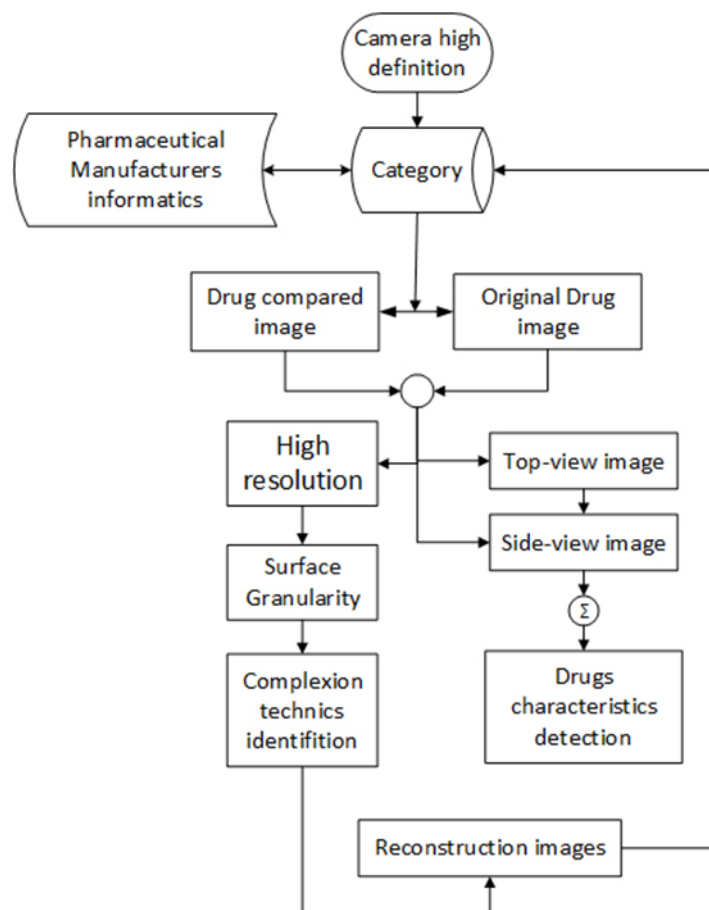 Camera high
definition
Pharmaceutical
Manufacturers
informatics
Category
Drug compared
image
Original Drug
image
High
resolution
Top-view image
Side-view image
Surface
Granularity
Σ
Complexion
technics
identifition
Drugs
characteristics
detection
Reconstruction images